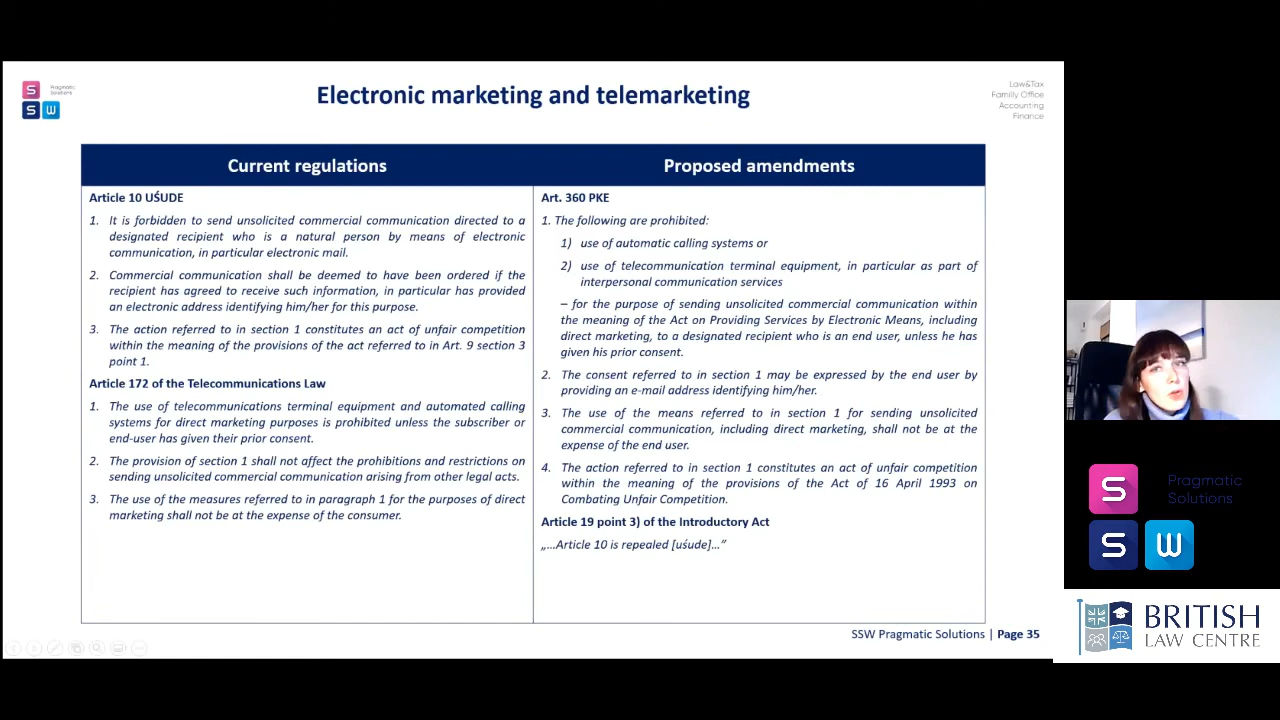 S
Pragmatic
Solutions
S W
Electronic marketing and telemarketing
Law&Tax
Family Office
Accounting
Finance
Current regulations
Proposed amendments
Article 10 UŚUDE
1. It is forbidden to send unsolicited commercial communication directed to a
designated recipient who is a natural person by means of electronic
communication, in particular electronic mail.
2. Commercial communication shall be deemed to have been ordered if the
recipient has agreed to receive such information, in particular has provided
an electronic address identifying him/her for this purpose.
3. The action referred to in section 1 constitutes an act of unfair competition
within the meaning of the provisions of the act referred to in Art. 9 section 3
point 1.
Article 172 of the Telecommunications Law
1. The use of telecommunications terminal equipment and automated calling
systems for direct marketing purposes is prohibited unless the subscriber or
end-user has given their prior consent.
2. The provision of section 1 shall not affect the prohibitions and restrictions on
sending unsolicited commercial communication arising from other legal acts.
3. The use of the measures referred to in paragraph 1 for the purposes of direct
marketing shall not be at the expense of the consumer.
Art. 360 PKE
1. The following are prohibited:
1) use of automatic calling systems or
2) use of telecommunication terminal equipment, in particular as part of
interpersonal communication services
– for the purpose of sending unsolicited commercial communication within
the meaning of the Act on Providing Services by Electronic Means, including
direct marketing, to a designated recipient who is an end user, unless he has
given his prior consent.
2. The consent referred to in section 1 may be expressed by the end user by
providing an e-mail address identifying him/her.
3. The use of the means referred to in section 1 for sending unsolicited
commercial communication, including direct marketing, shall not be at the
expense of the end user.
4. The action referred to in section 1 constitutes an act of unfair competition
within the meaning of the provisions of the Act of 16 April 1993 on
Combating Unfair Competition.
Article 19 point 3) of the Introductory Act
„…Article 10 is repealed [uśude]…”
SSW Pragmatic Solutions | Page 35
S
Pragmatic
Solutions
S W
BRITISH
LAW CENTRE